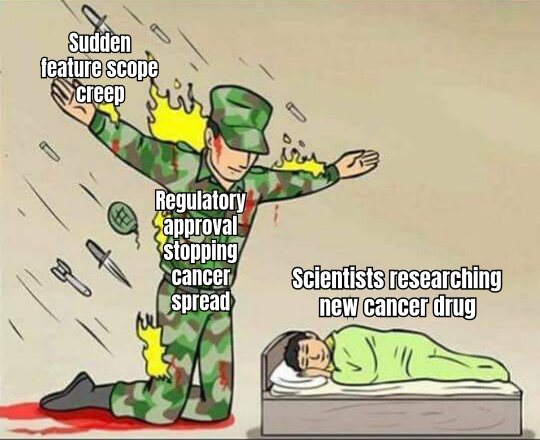 Sudden
feature scope
creep
Regulatory
approval
stopping
cancer
spread
Scientists researching
new cancer drug